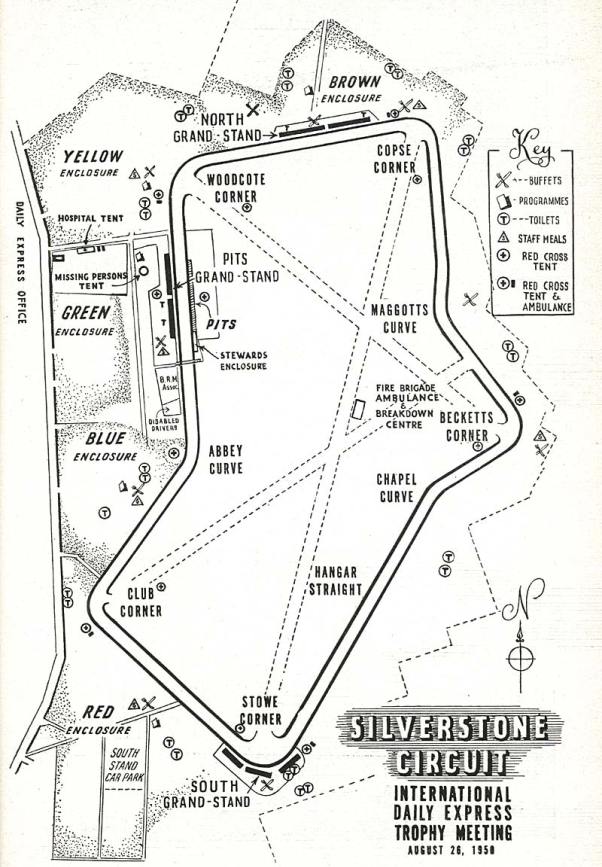 BROWN
ENCLOSURE
NORTH
GRAND-STAND
COPSE
CORNER
YELLOW
ENCLOSURE
WOODCOTE
CORNER
Key
BUFFETS
PROGRAMMES
T
TOILETS
STAFF MEALS
RED CROSS
TENT
RED CROSS
TENT &
AMBULANCE
DAILY EXPRESS OFFICE
HOSPITAL TENT
MISSING PERSONS
TENT
PITS
GRAND-STAND
GREEN
ENCLOSURE
PITS
STEWARDS
ENCLOSURE
MAGGOTTS
CURVE
B.R.M.
ASSOC.
DISABLED
DRIVERS
FIRE BRIGADE
AMBULANCE
&
BREAKDOWN
CENTRE
BECKETTS
CORNER
BLUE
ENCLOSURE
ABBEY
CURVE
CHAPEL
CURVE
HANGAR
STRAIGHT
CLUB
CORNER
N
RED
ENCLOSURE
STOWE
CORNER
SOUTH
STAND
CAR PARK
SOUTH
GRAND-STAND
SILVERSTONE
CIRCUIT
INTERNATIONAL
DAILY EXPRESS
TROPHY MEETING
AUGUST 26, 1950